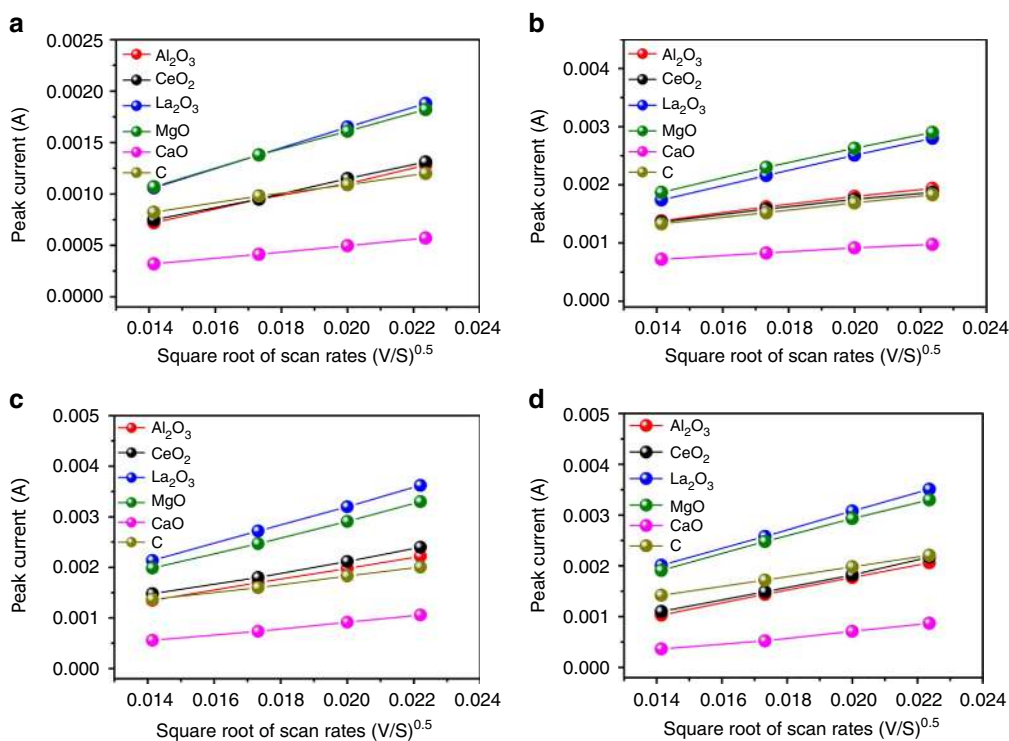 a
0.0025
0.0020
0.0015
0.0010
0.0005
0.0000
Peak current (A)
Al₂O₃
CeO₂
La₂O₃
MgO
CaO
C
0.014 0.016 0.018 0.020 0.022 0.024
Square root of scan rates (V/S)^0.5
b
0.004
0.003
0.002
0.001
0.000
Peak current (A)
Al₂O₃
CeO₂
La₂O₃
MgO
CaO
C
0.014 0.016 0.018 0.020 0.022 0.024
Square root of scan rates (V/S)^0.5
c
0.005
0.004
0.003
0.002
0.001
0.000
Peak current (A)
Al₂O₃
CeO₂
La₂O₃
MgO
CaO
C
0.014 0.016 0.018 0.020 0.022 0.024
Square root of scan rates (V/S)^0.5
d
0.005
0.004
0.003
0.002
0.001
0.000
Peak current (A)
Al₂O₃
CeO₂
La₂O₃
MgO
CaO
C
0.014 0.016 0.018 0.020 0.022 0.024
Square root of scan rates (V/S)^0.5